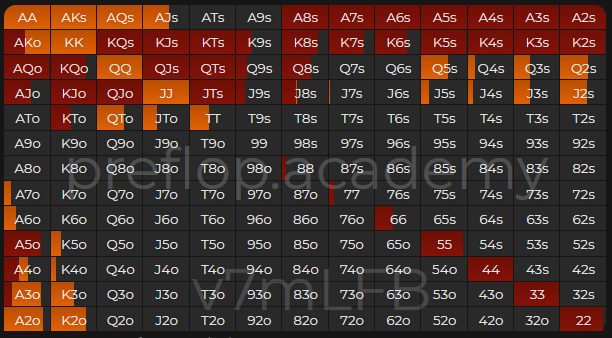 AA AKs AQs AJs ATs A9s A8s A7s A6s A5s A4s A3s A2s
AKo KK KQs KJs KTs K9s K8s K7s K6s K5s K4s K3s K2s
AQo KQo QQ QJs QTs Q9s Q8s Q7s Q6s Q5s Q4s Q3s Q2s
AJo KJo QJo JJ JTs J9s J8s J7s J6s J5s J4s J3s J2s
ATo KTo QTo JTo TT T9s T8s T7s T6s T5s T4s T3s T2s
A9o K9o Q9o J9o T9o 99 98s 97s 96s 95s 94s 93s 92s
A8o K8o Q8o J8o T8o 98o 88 87s 86s 85s 84s 83s 82s
preflop.academy
A7o K7o Q7o J7o T7o 97o 87o 77 76s 75s 74s 73s 72s
A6o K6o Q6o J6o T6o 96o 86o 76o 66 65s 64s 63s 62s
A5o K5o Q5o J5o T5o 95o 85o 75o 65o 55 54s 53s 52s
A4o K4o Q4o J4o T4o 94o 84o 74o 64o 54o 44 43s 42s
v7mLFB
A3o K3o Q3o J3o T3o 93o 83o 73o 63o 53o 43o 33 32s
A2o K2o Q2o J2o T2o 92o 82o 72o 62o 52o 42o 32o 22